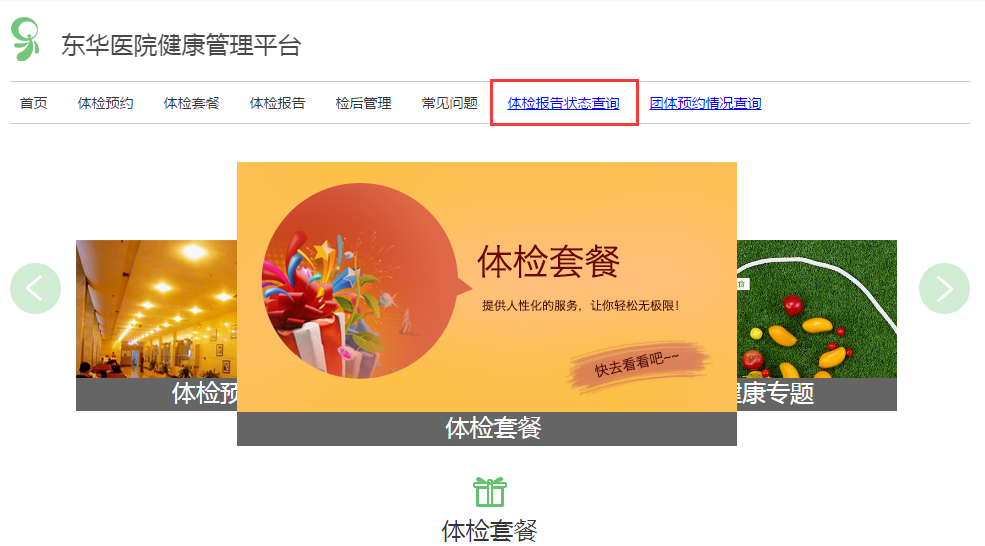 东华医院健康管理平台
首页 体检预约 体检套餐 体检报告 检后管理 常见问题 体检报告状态查询 团体预约情况查询
体检套餐
提供人性化的服务，让你轻松无极限！
快去看看吧~~
食
体检预
体检套餐
健康专题
体检套餐